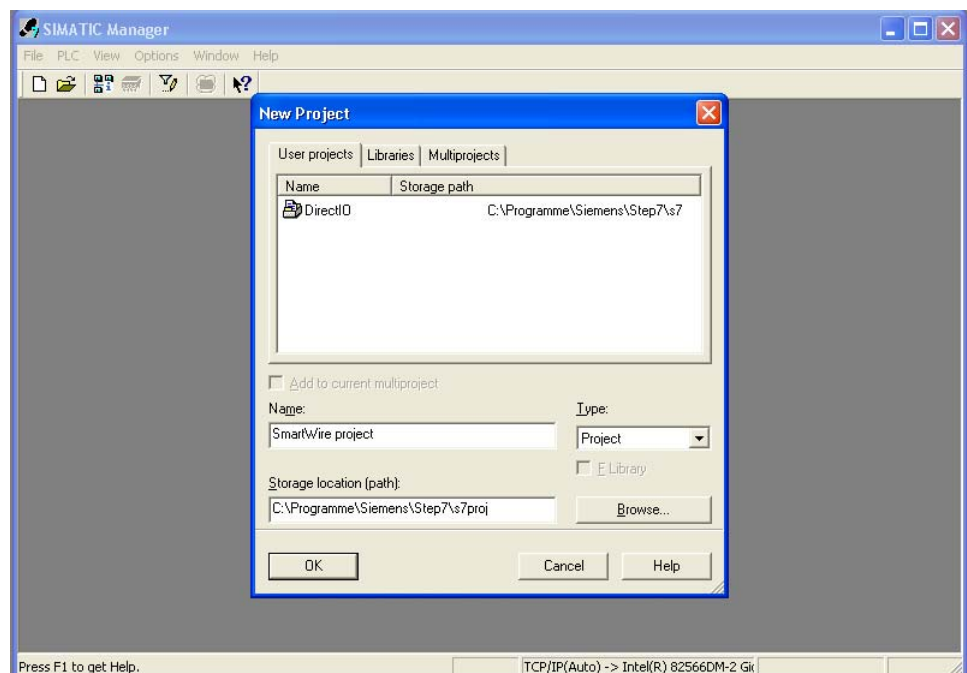 SIMATIC Manager
File PLC View Options Window Help
New Project
User projects Libraries Multiprojects
Name Storage path
DirectIO C:\Programme\Siemens\Step7\s7
Add to current multiproject
Name: Type:
SmartWire project Project
F Library
Storage location (path):
C:\Programme\Siemens\Step7\s7proj Browse...
OK Cancel Help
Press F1 to get Help. TCP/IP(Auto) -> Intel(R) 82566DM-2 Gi